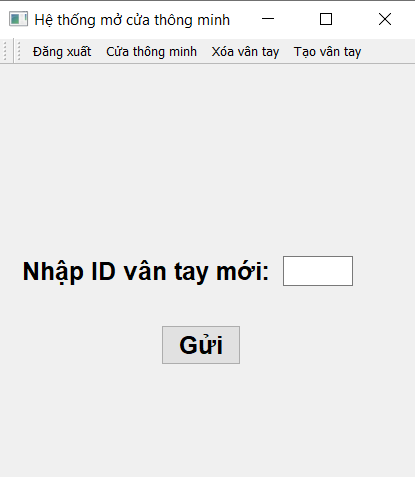 Hệ thống mở cửa thông minh
Đăng xuất Cửa thông minh Xóa vân tay Tạo vân tay
Nhập ID vân tay mới:
Gửi